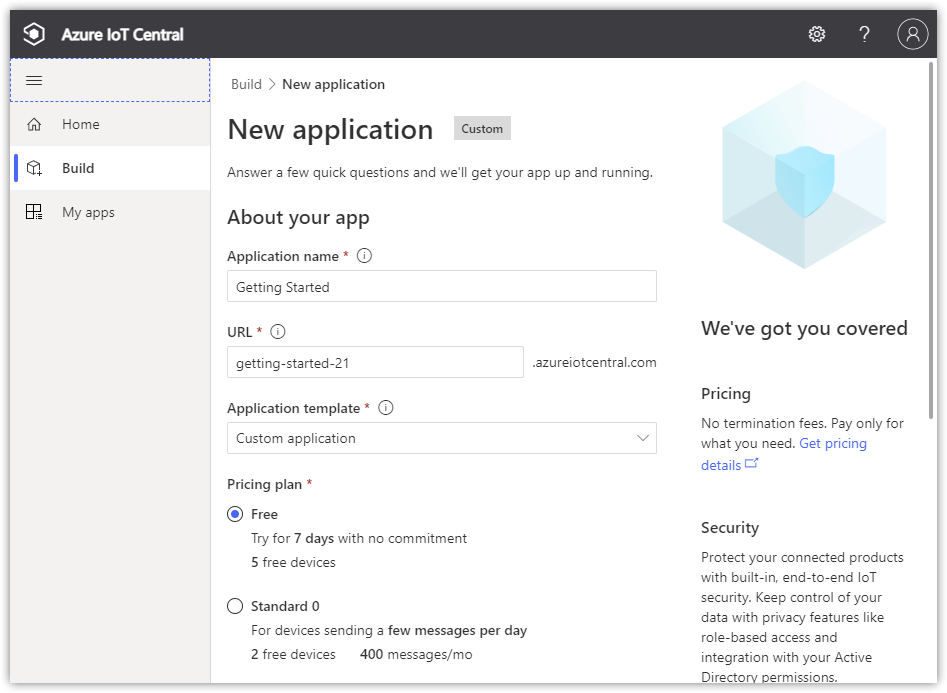 Azure IoT Central
?
Home
Build
My apps
Build > New application
New application
Custom
Answer a few quick questions and we'll get your app up and running.
About your app
Application name * i
Getting Started
URL * i
getting-started-21
.azureiotcentral.com
Application template * i
Custom application
Pricing plan *
Free
Try for 7 days with no commitment
5 free devices
Standard 0
For devices sending a few messages per day
2 free devices 400 messages/mo
We've got you covered
Pricing
No termination fees. Pay only for
what you need. Get pricing
details
Security
Protect your connected products
with built-in, end-to-end IoT
security. Keep control of your
data with privacy features like
role-based access and
integration with your Active
Directory permissions.